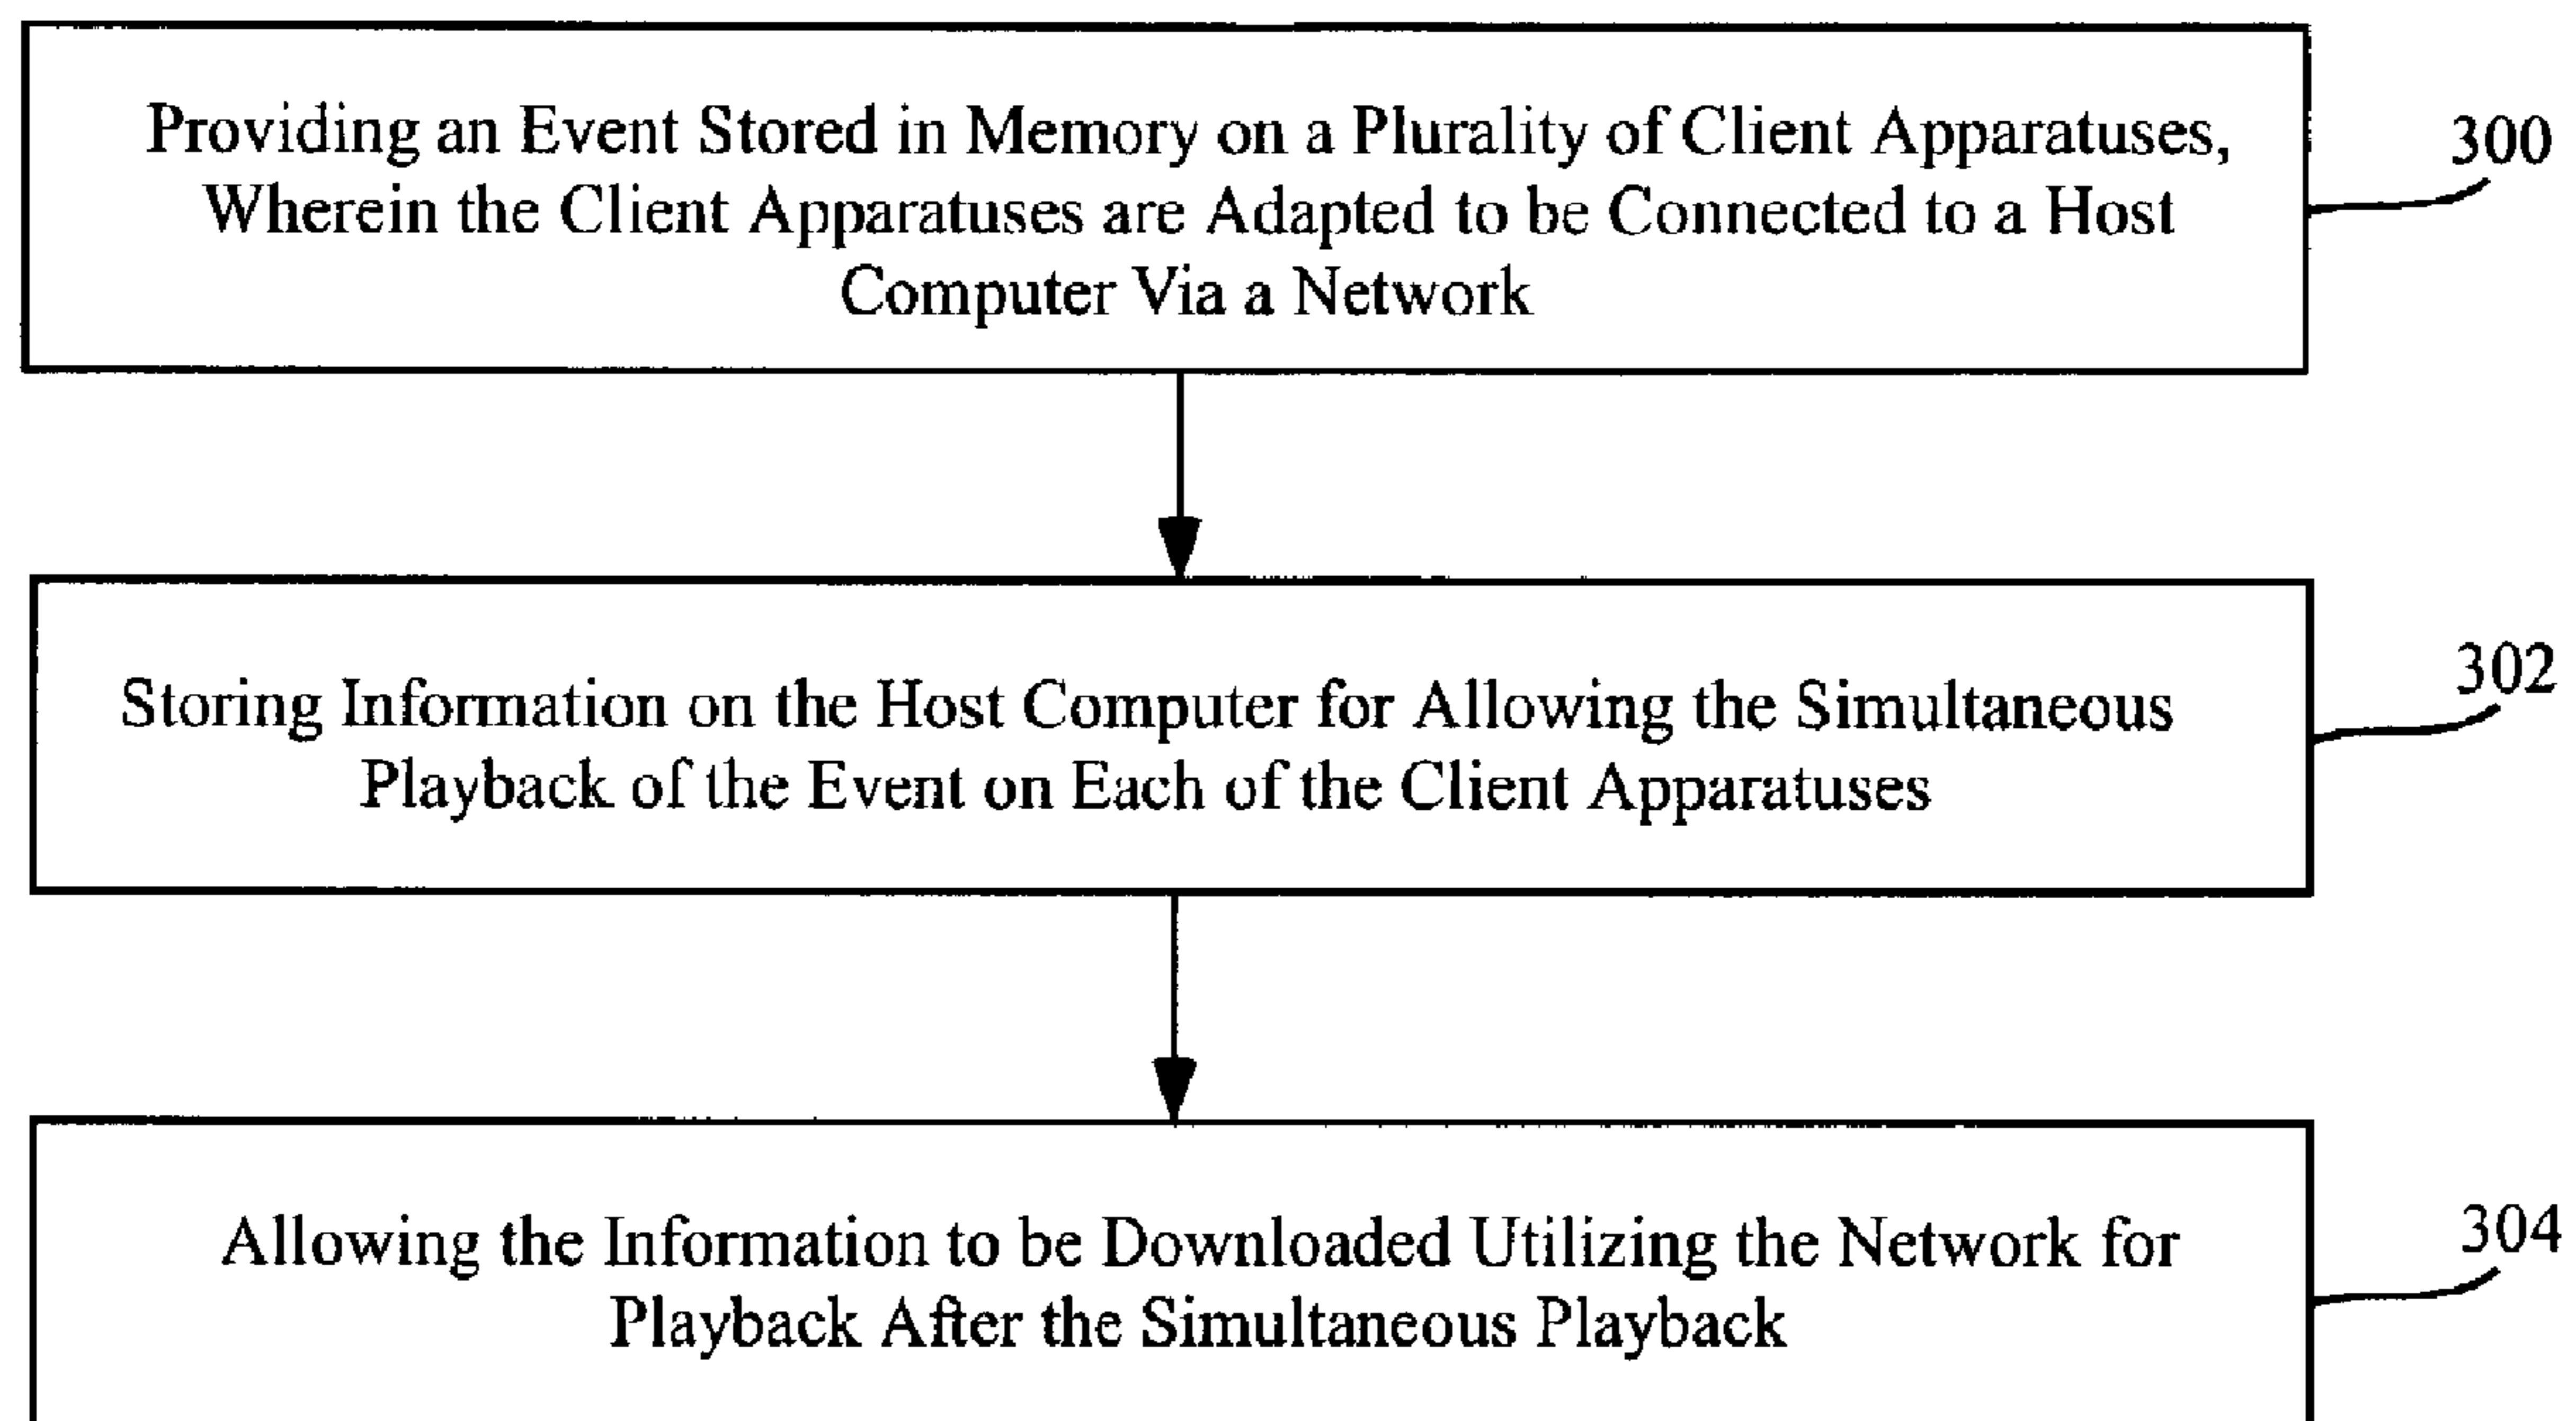 Providing an Event Stored in Memory on a Plurality of Client Apparatuses,
Wherein the Client Apparatuses are Adapted to be Connected to a Host
Computer Via a Network
300
Storing Information on the Host Computer for Allowing the Simultaneous
Playback of the Event on Each of the Client Apparatuses
302
Allowing the Information to be Downloaded Utilizing the Network for
Playback After the Simultaneous Playback
304